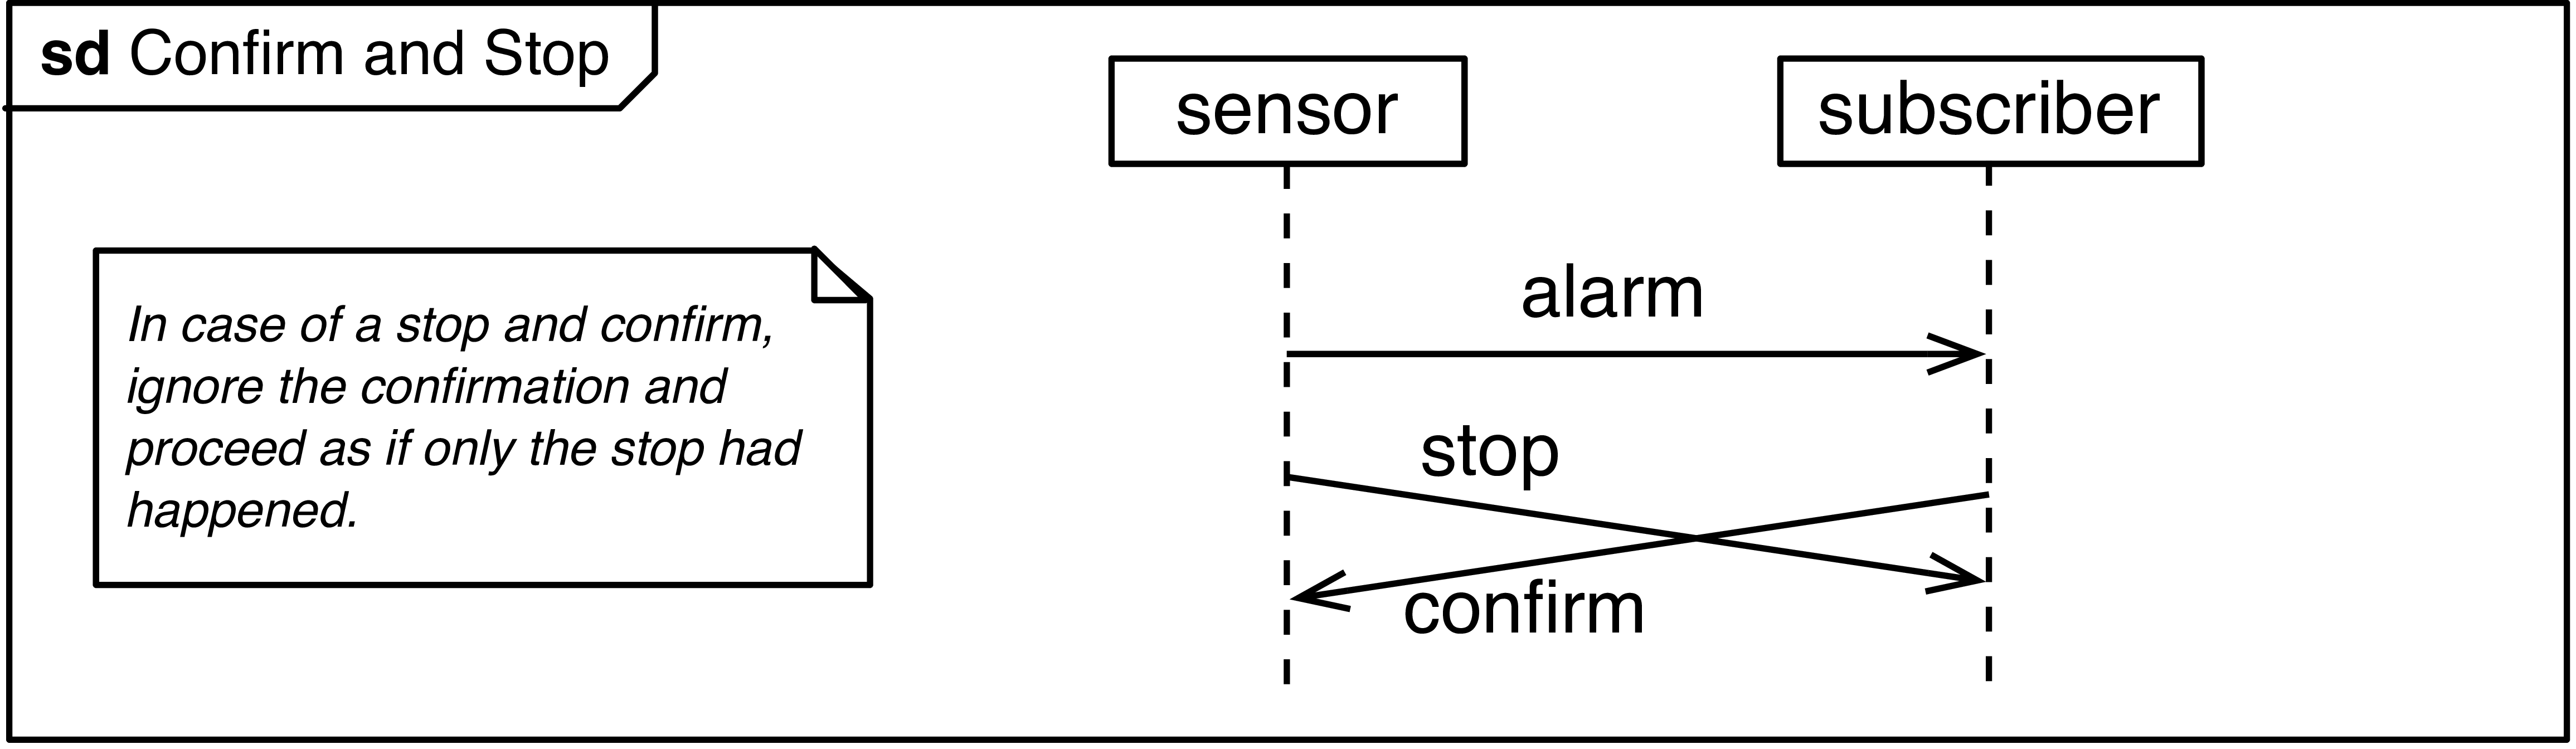 sd Confirm and Stop
sensor
subscriber
In case of a stop and confirm,
ignore the confirmation and
proceed as if only the stop had
happened.
alarm
stop
confirm